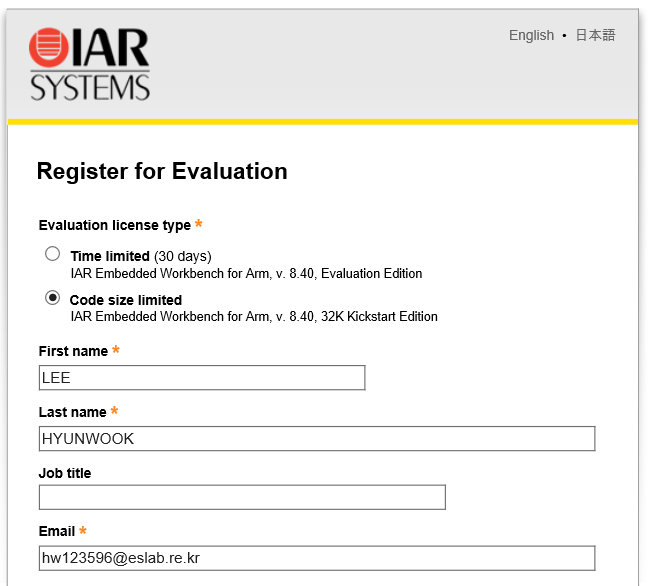 IAR
SYSTEMS
English • 日本語
Register for Evaluation
Evaluation license type *
Time limited (30 days)
IAR Embedded Workbench for Arm, v. 8.40, Evaluation Edition
Code size limited
IAR Embedded Workbench for Arm, v. 8.40, 32K Kickstart Edition
First name *
LEE
Last name *
HYUNWOOK
Job title
Email *
hw123596@eslab.re.kr